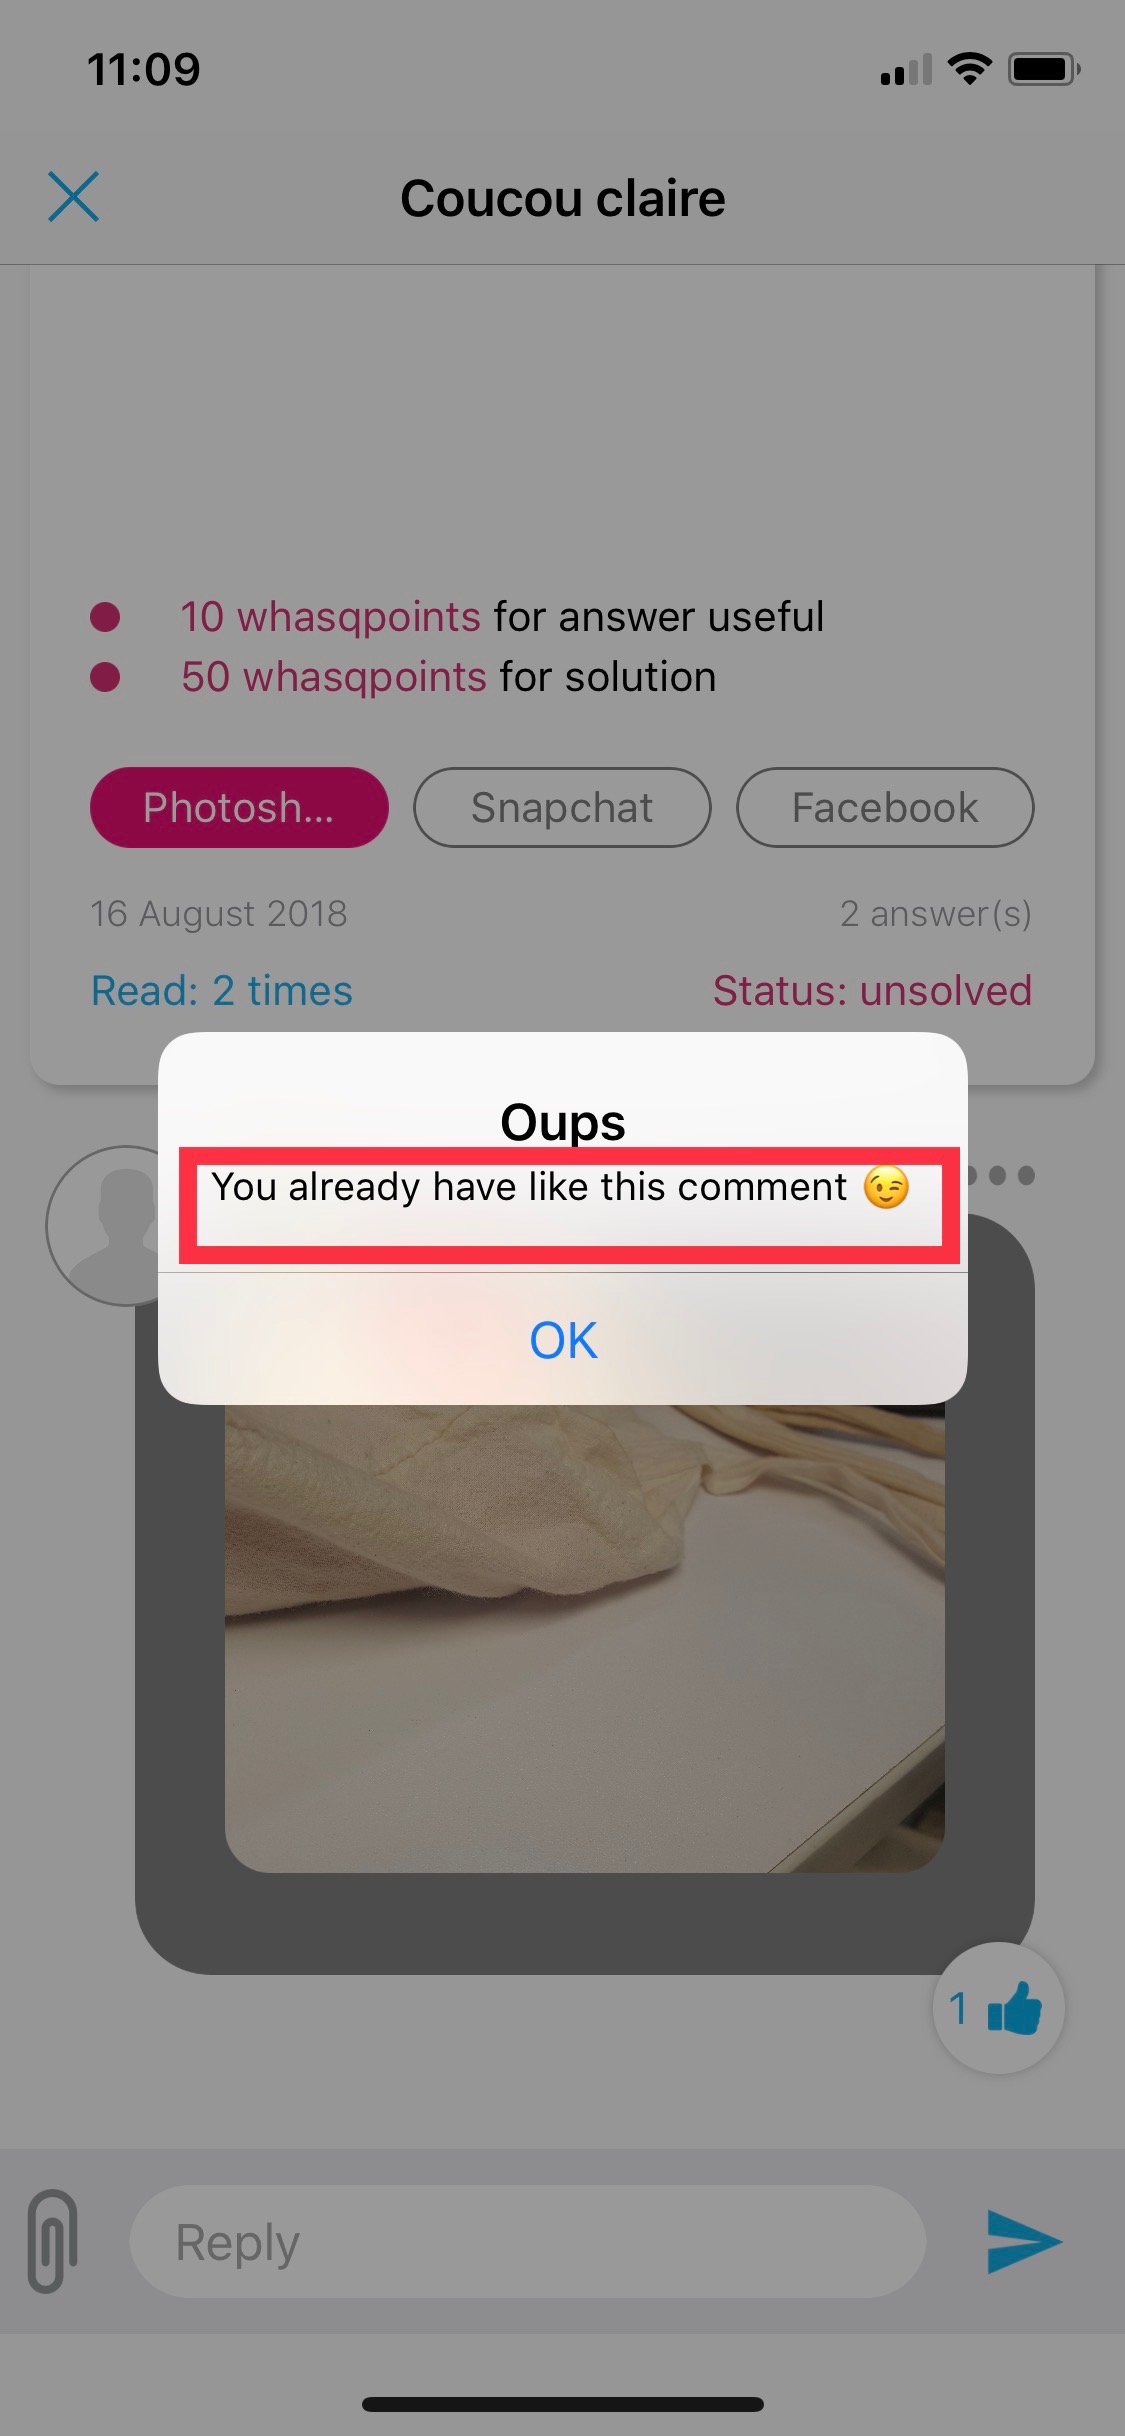 11:09
Coucou claire
10 whasqpoints for answer useful
50 whasqpoints for solution
Photosh...
Snapchat
Facebook
16 August 2018
2 answer(s)
Read: 2 times
Status: unsolved
Oups
You already have like this comment 😉
OK
1
Reply